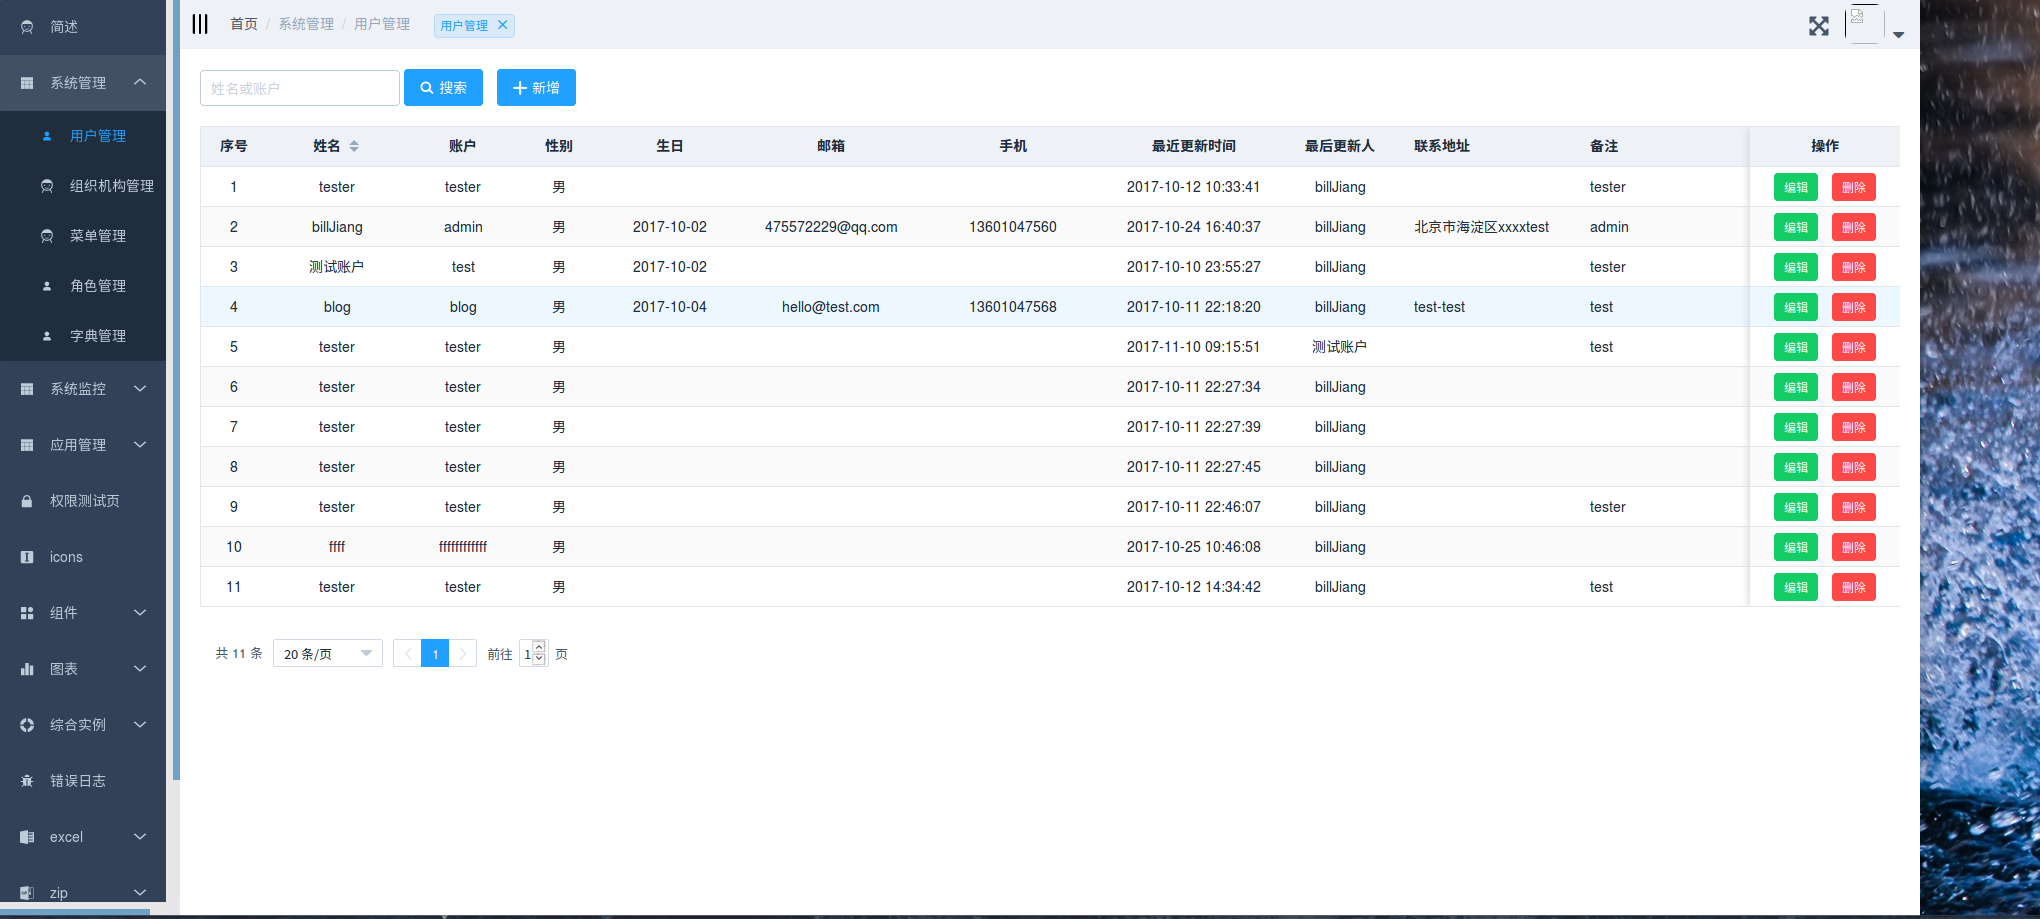 简述
系统管理
用户管理
组织机构管理
菜单管理
角色管理
字典管理
系统监控
应用管理
权限测试页
icons
组件
图表
综合实例
错误日志
excel
zip
首页 / 系统管理 / 用户管理 用户管理
姓名或账户 搜索 新增
序号 姓名 账户 性别 生日 邮箱 手机 最近更新时间 最后更新人 联系地址 备注 操作
1 tester tester 男 2017-10-12 10:33:41 billJiang tester 编辑 删除
2 billJiang admin 男 2017-10-02 475572229@qq.com 13601047560 2017-10-24 16:40:37 billJiang 北京市海淀区xxxxtest admin 编辑 删除
3 测试账户 test 男 2017-10-02 2017-10-10 23:55:27 billJiang tester 编辑 删除
4 blog blog 男 2017-10-04 hello@test.com 13601047568 2017-10-11 22:18:20 billJiang test-test test 编辑 删除
5 tester tester 男 2017-11-10 09:15:51 测试账户 test 编辑 删除
6 tester tester 男 2017-10-11 22:27:34 billJiang 编辑 删除
7 tester tester 男 2017-10-11 22:27:39 billJiang 编辑 删除
8 tester tester 男 2017-10-11 22:27:45 billJiang 编辑 删除
9 tester tester 男 2017-10-11 22:46:07 billJiang tester 编辑 删除
10 ffff ffffffffffff 男 2017-10-25 10:46:08 billJiang 编辑 删除
11 tester tester 男 2017-10-12 14:34:42 billJiang test 编辑 删除
共 11 条 20 条/页 1 前往 1 页